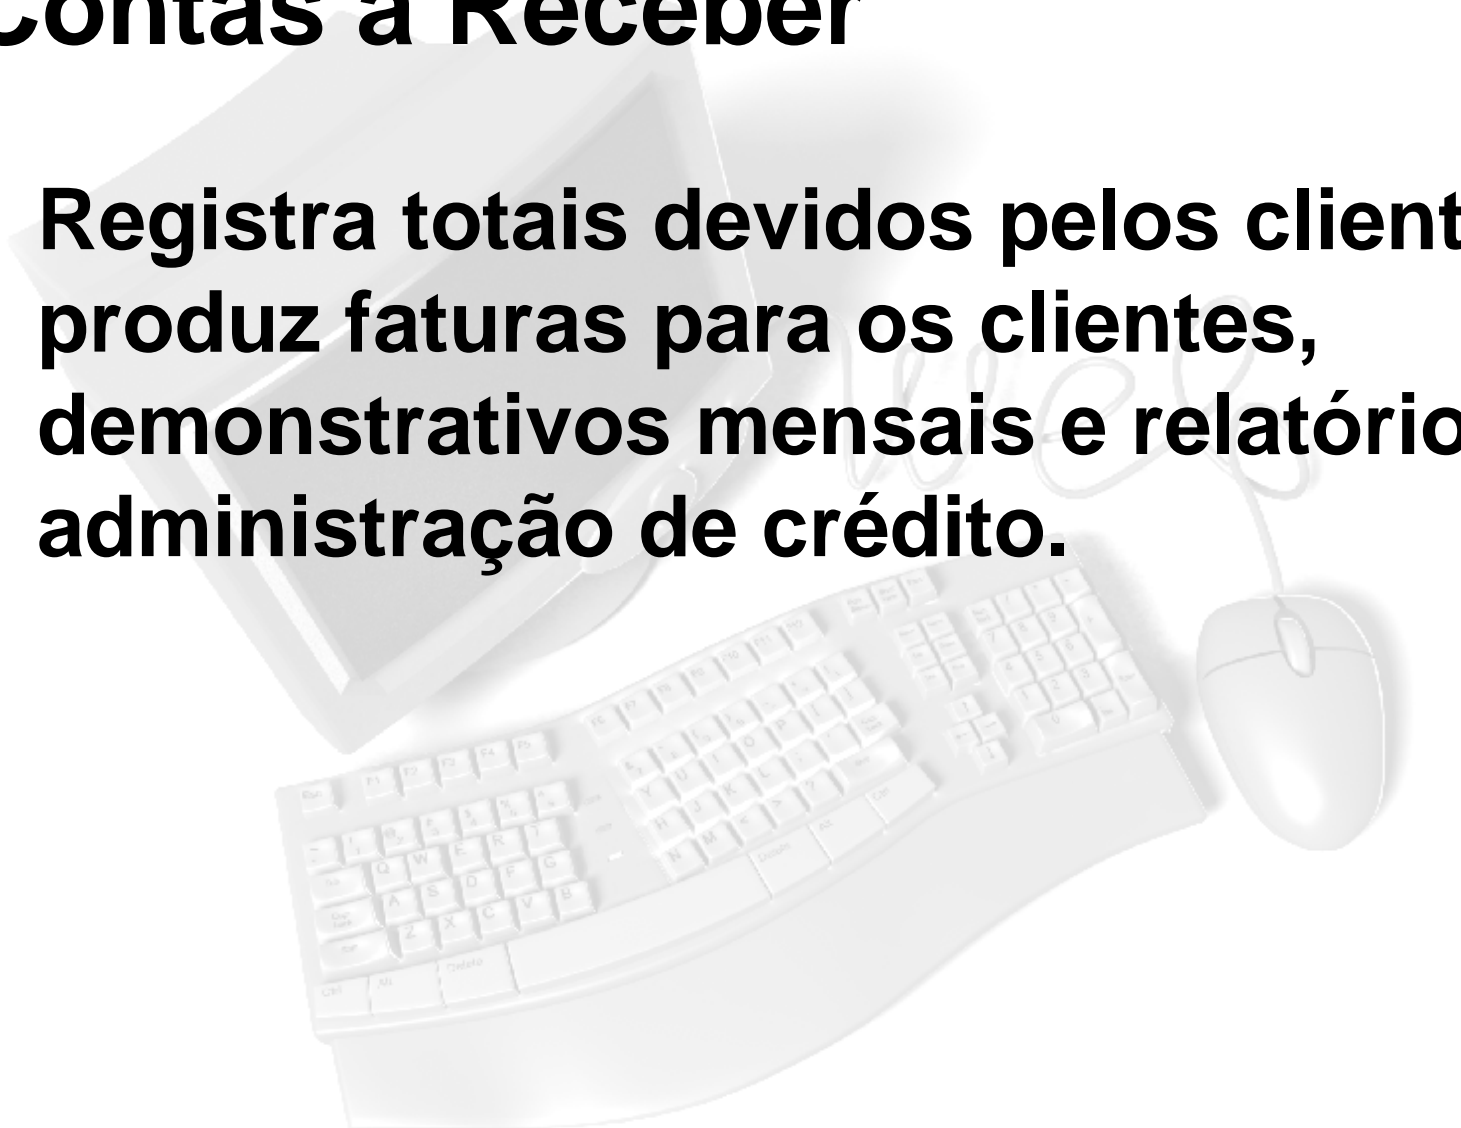 Contas a Receber
Registra totais devidos pelos client
produz faturas para os clientes,
demonstrativos mensais e relatório
administração de crédito.